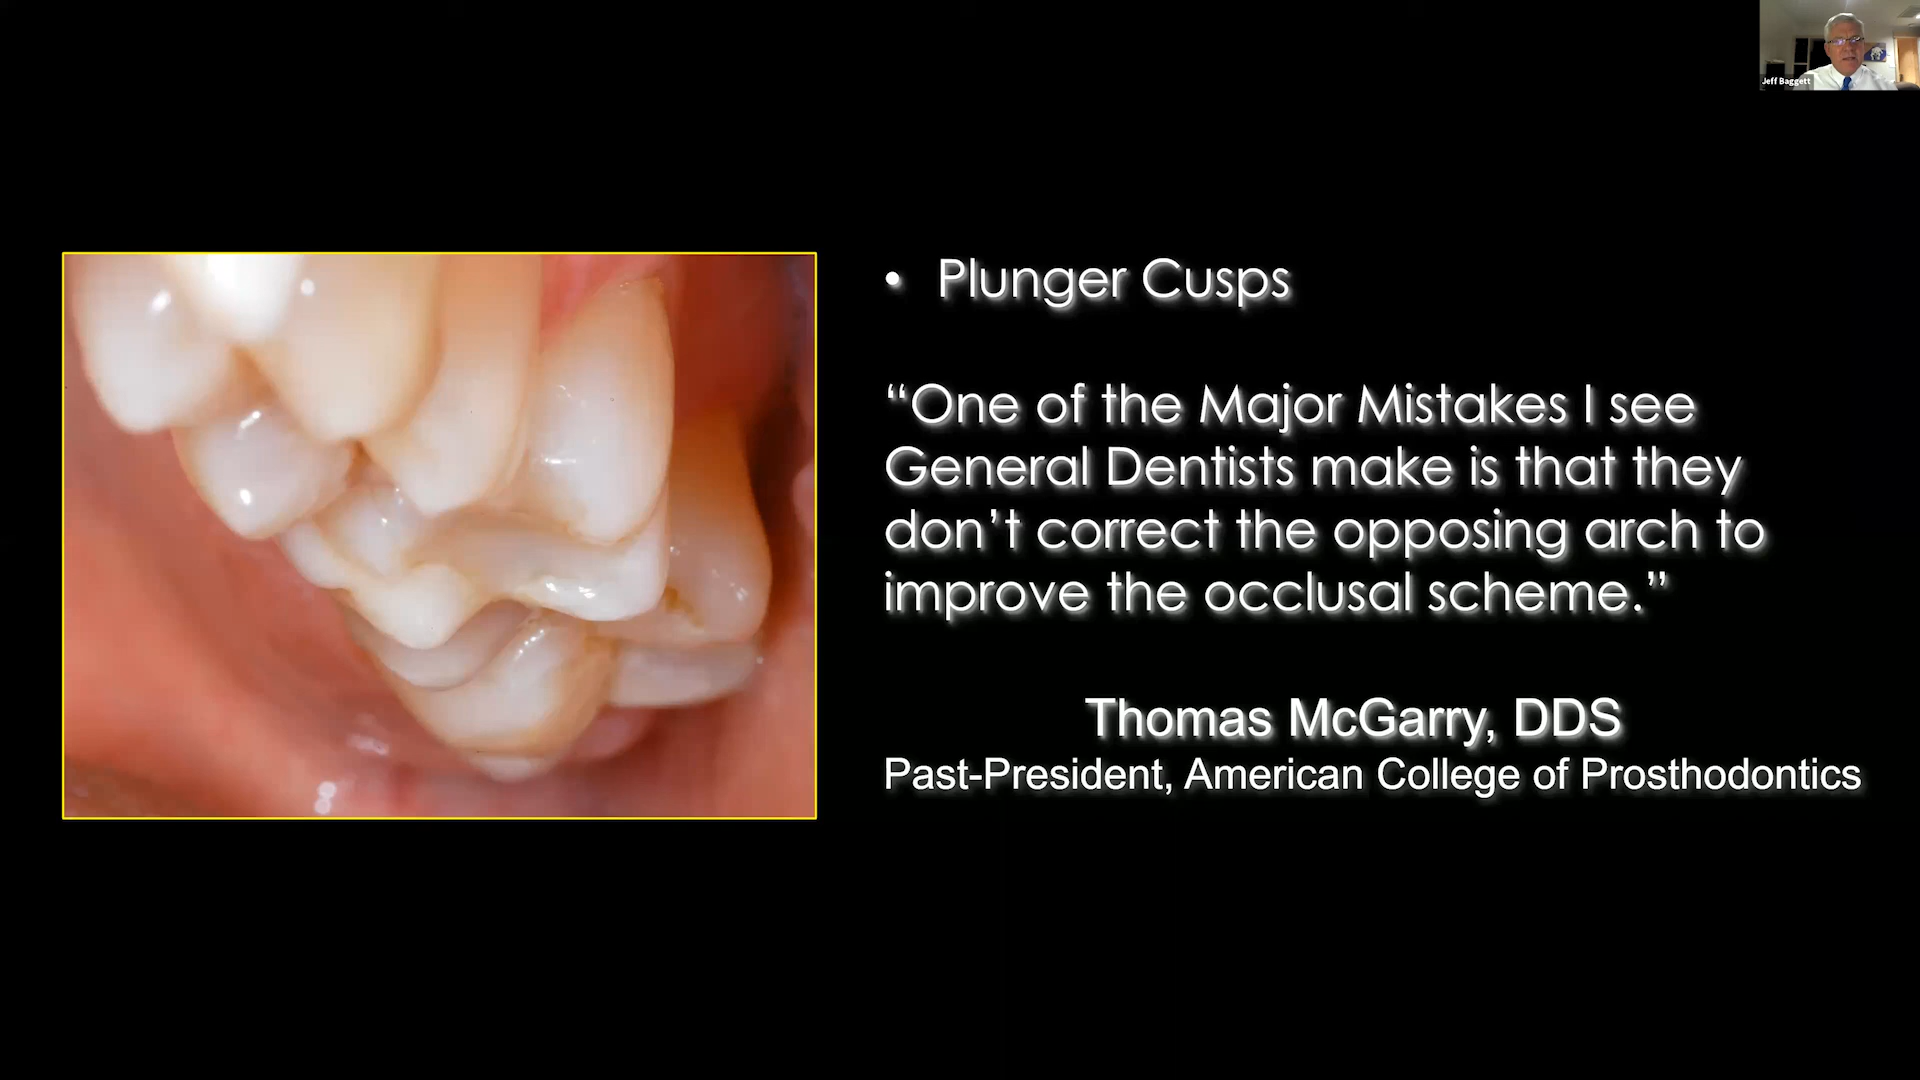 Jeff Baggett
• Plunger Cusps
“One of the Major Mistakes I see
General Dentists make is that they
don’t correct the opposing arch to
improve the occlusal scheme.”
Thomas McGarry, DDS
Past-President, American College of Prosthodontics